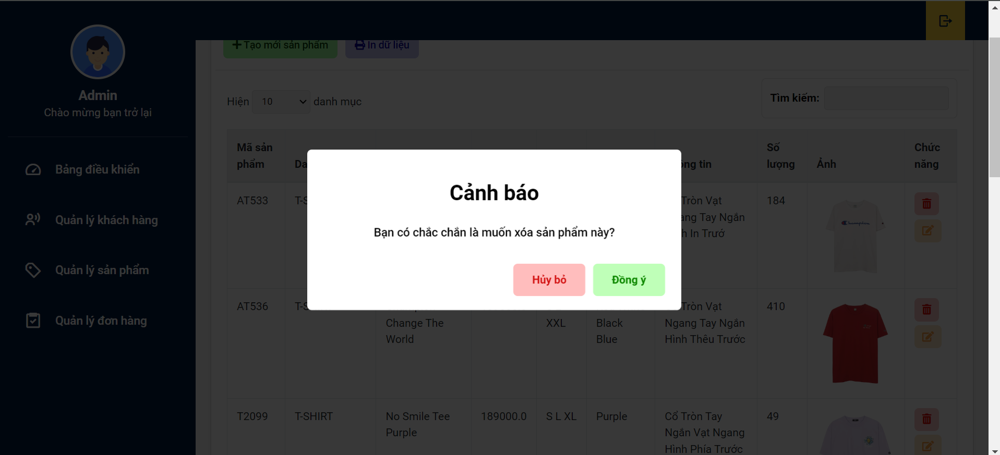 Tạo mới sản phẩm
In dữ liệu
Admin
Chào mừng bạn trở lại
Bảng điều khiển
Quản lý khách hàng
Quản lý sản phẩm
Quản lý đơn hàng
Hiện 10 danh mục
Tìm kiếm:
Mã sản
phẩm
Số
lượng
Ảnh
Chức
năng
tin
Cảnh báo
Bạn có chắc chắn là muốn xóa sản phẩm này?
Hủy bỏ
Đồng ý
AT533
Tròn Vạt
Tay Ngắn
In Trướ
184
Champion
AT536
Change The
World
XXL
Black
Blue
Tròn Vạt
Ngang Tay Ngắn
Hình Thêu Trước
410
T2099
T-SHIRT
No Smile Tee
Purple
189000.0
S L XL
Purple
Cổ Tròn Tay
Ngắn Vạt Ngang
Hình Phía Trước
49